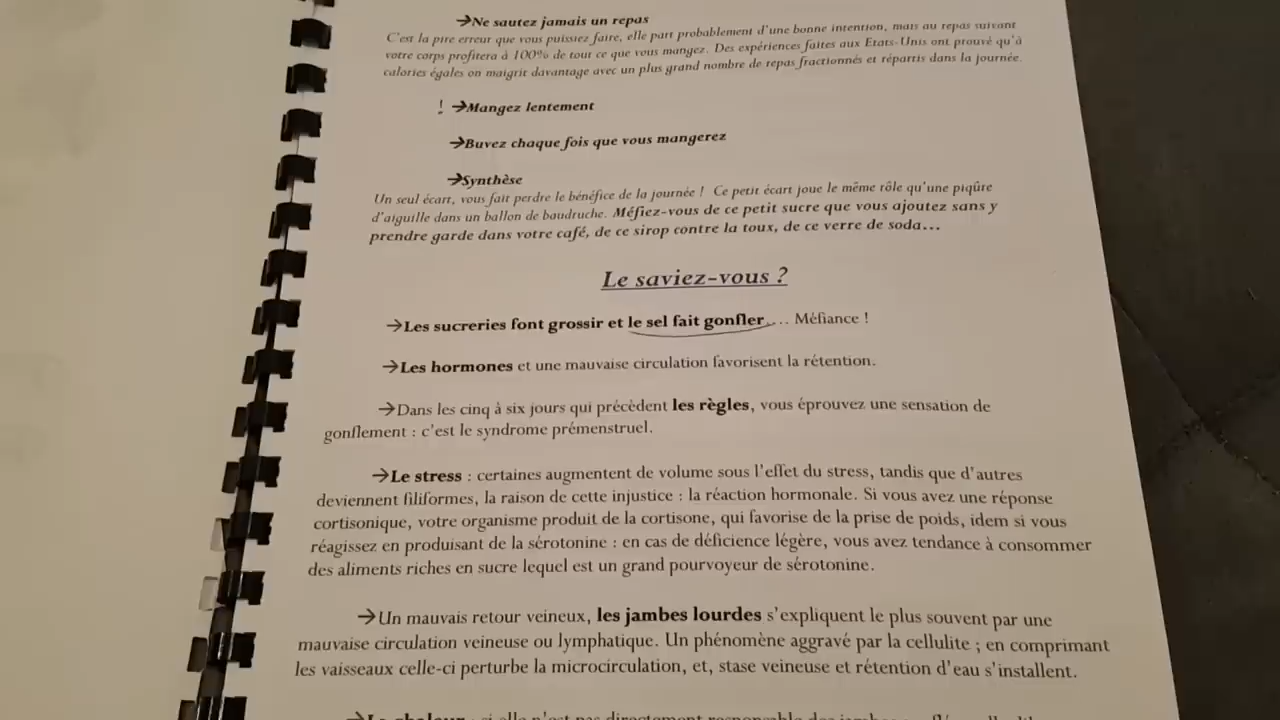 →Ne sautez jamais un repas
C'est la pire erreur que vous puissiez faire, elle part probablement d'une bonne intention, mais au repas suivant
votre corps profitera à 100% de tout ce que vous mangez. Des expériences faites aux Etats-Unis ont prouvé qu'à
calories égales on maigrit davantage avec un plus grand nombre de repas fractionnés et répartis dans la journée.
! →Mangez lentement
→Buvez chaque fois que vous mangerez
→Synthèse
Un seul écart, vous fait perdre le bénéfice de la journée ! Ce petit écart joue le même rôle qu'une piqûre
d'aiguille dans un ballon de baudruche. Méfiez-vous de ce petit sucre que vous ajoutez sans y
prendre garde dans votre café, de ce sirop contre la toux, de ce verre de soda...
Le saviez-vous ?
→Les sucreries font grossir et le sel fait gonfler.... Méfiance !
→Les hormones et une mauvaise circulation favorisent la rétention.
→Dans les cinq à six jours qui précèdent les règles, vous éprouvez une sensation de
gonflement : c'est le syndrome prémenstruel.
→Le stress : certaines augmentent de volume sous l'effet du stress, tandis que d'autres
deviennent filiformes, la raison de cette injustice : la réaction hormonale. Si vous avez une réponse
cortisonique, votre organisme produit de la cortisone, qui favorise de la prise de poids, idem si vous
réagissez en produisant de la sérotonine : en cas de déficience légère, vous avez tendance à consommer
des aliments riches en sucre lequel est un grand pourvoyeur de sérotonine.
→Un mauvais retour veineux, les jambes lourdes s'expliquent le plus souvent par une
mauvaise circulation veineuse ou lymphatique. Un phénomène aggravé par la cellulite ; en comprimant
les vaisseaux celle-ci perturbe la microcirculation, et, stase veineuse et rétention d'eau s'installent.
→La chaleur : si elle n'est pas directement responsable des jambes